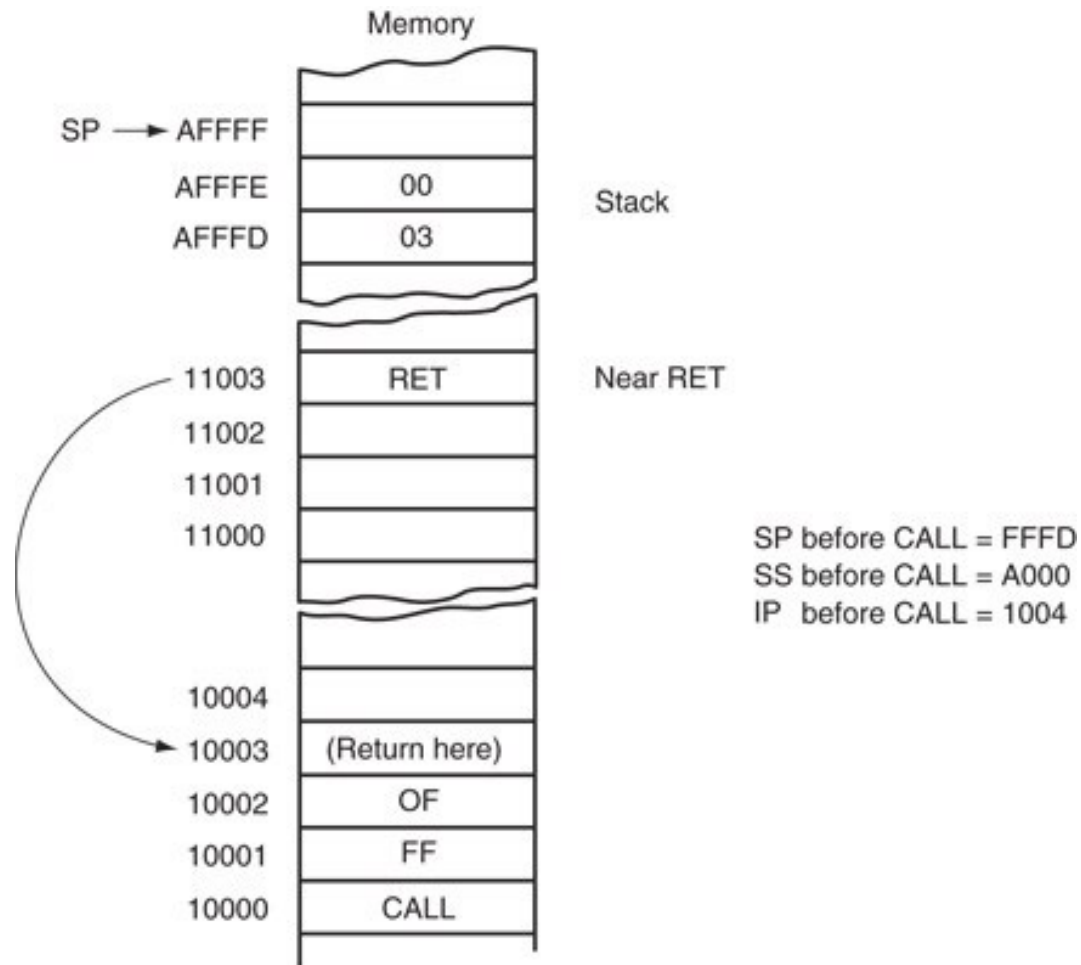 Memory
SP AFFFF
AFFFE 00
Stack
AFFFD 03
11003 RET Near RET
11002
11001
11000
SP before CALL = FFFD
SS before CALL = A000
IP before CALL = 1004
10004
10003 (Return here)
10002 OF
10001 FF
10000 CALL